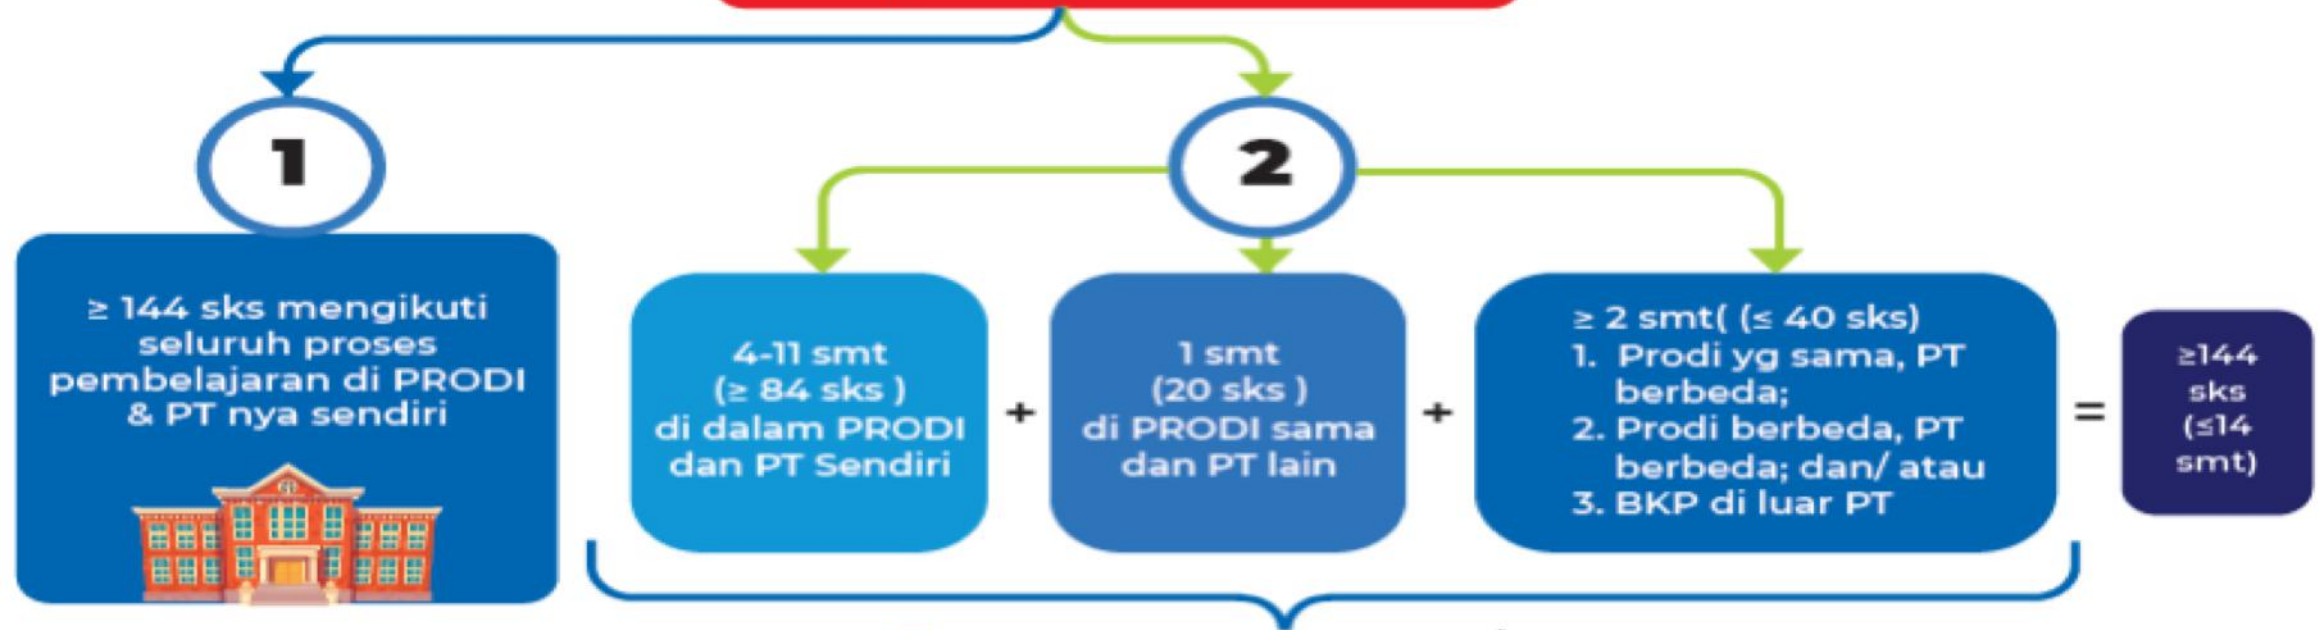 1
2
≥ 144 sks mengikuti
seluruh proses
pembelajaran di PRODI
& PT nya sendiri
4-11 smt
(≥ 84 sks )
di dalam PRODI
dan PT Sendiri
+
1 smt
(20 sks )
di PRODI sama
dan PT lain
+
≥ 2 smt( (≤ 40 sks)
1. Prodi yg sama, PT
berbeda;
2. Prodi berbeda, PT
berbeda; dan/ atau
3. BKP di luar PT
=
≥144
sks
(≤14
smt)